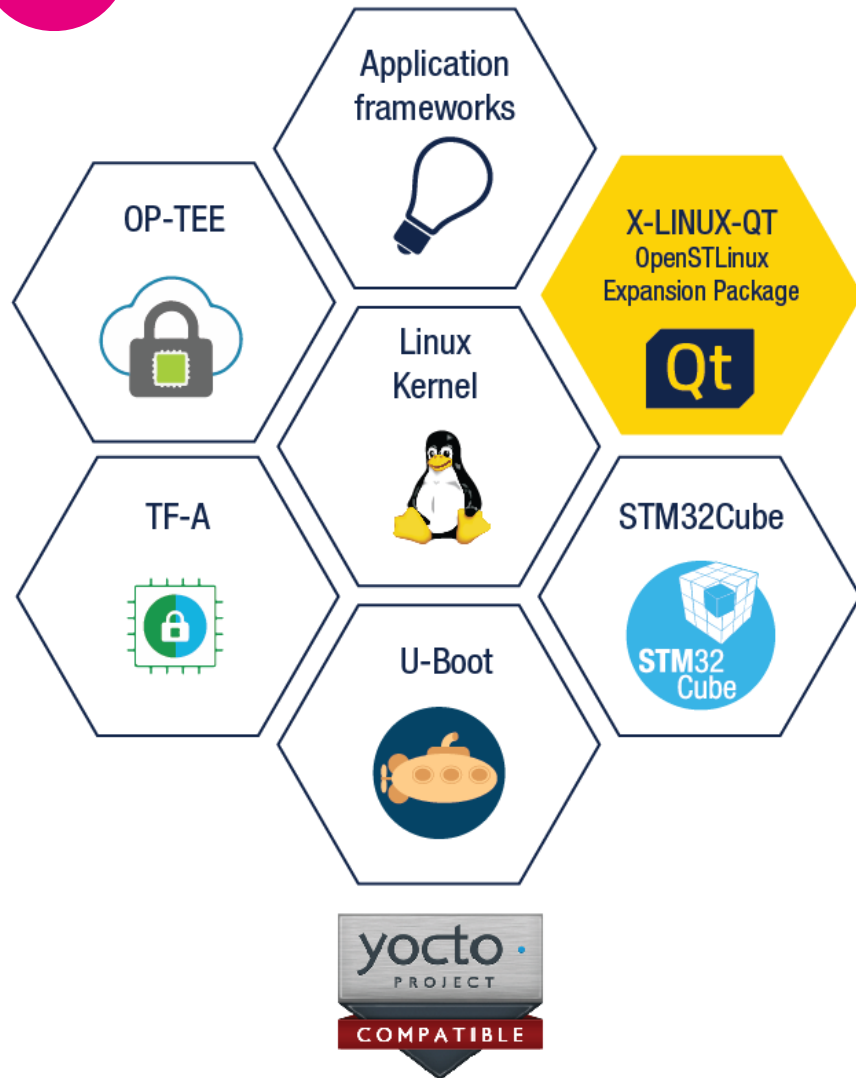 Application
frameworks
OP-TEE
X-LINUX-QT
OpenSTLinux
Expansion Package
Qt
Linux
Kernel
TF-A
STM32Cube
STM32
Cube
U-Boot
yocto
PROJECT
COMPATIBLE